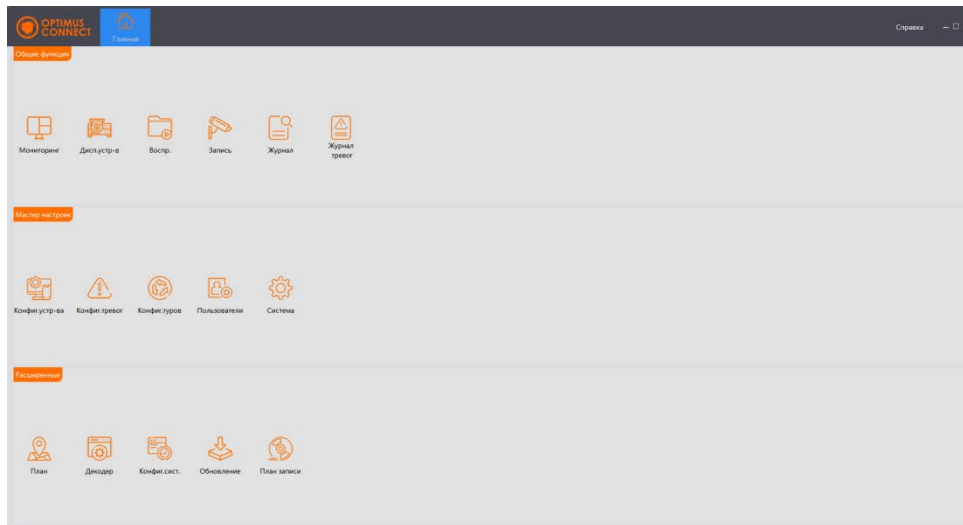 OPTIMUS
CONNECT
Главная
Справка
Общие функции
Мониторинг
Дисп.устр-в
Воспр.
Запись
Журнал
Журнал
тревог
Мастер настроек
Конфиг.устр-ва
Конфиг.тревог
Конфиг.туров
Пользователи
Система
Расширенные
План
Декодер
Конфиг.сист.
Обновление
План записи